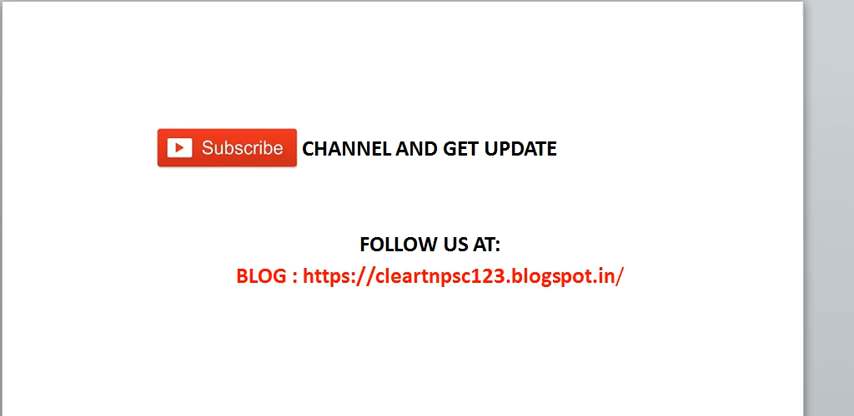 Subscribe CHANNEL AND GET UPDATE
FOLLOW US AT:
BLOG : https://cleartnpsc123.blogspot.in/